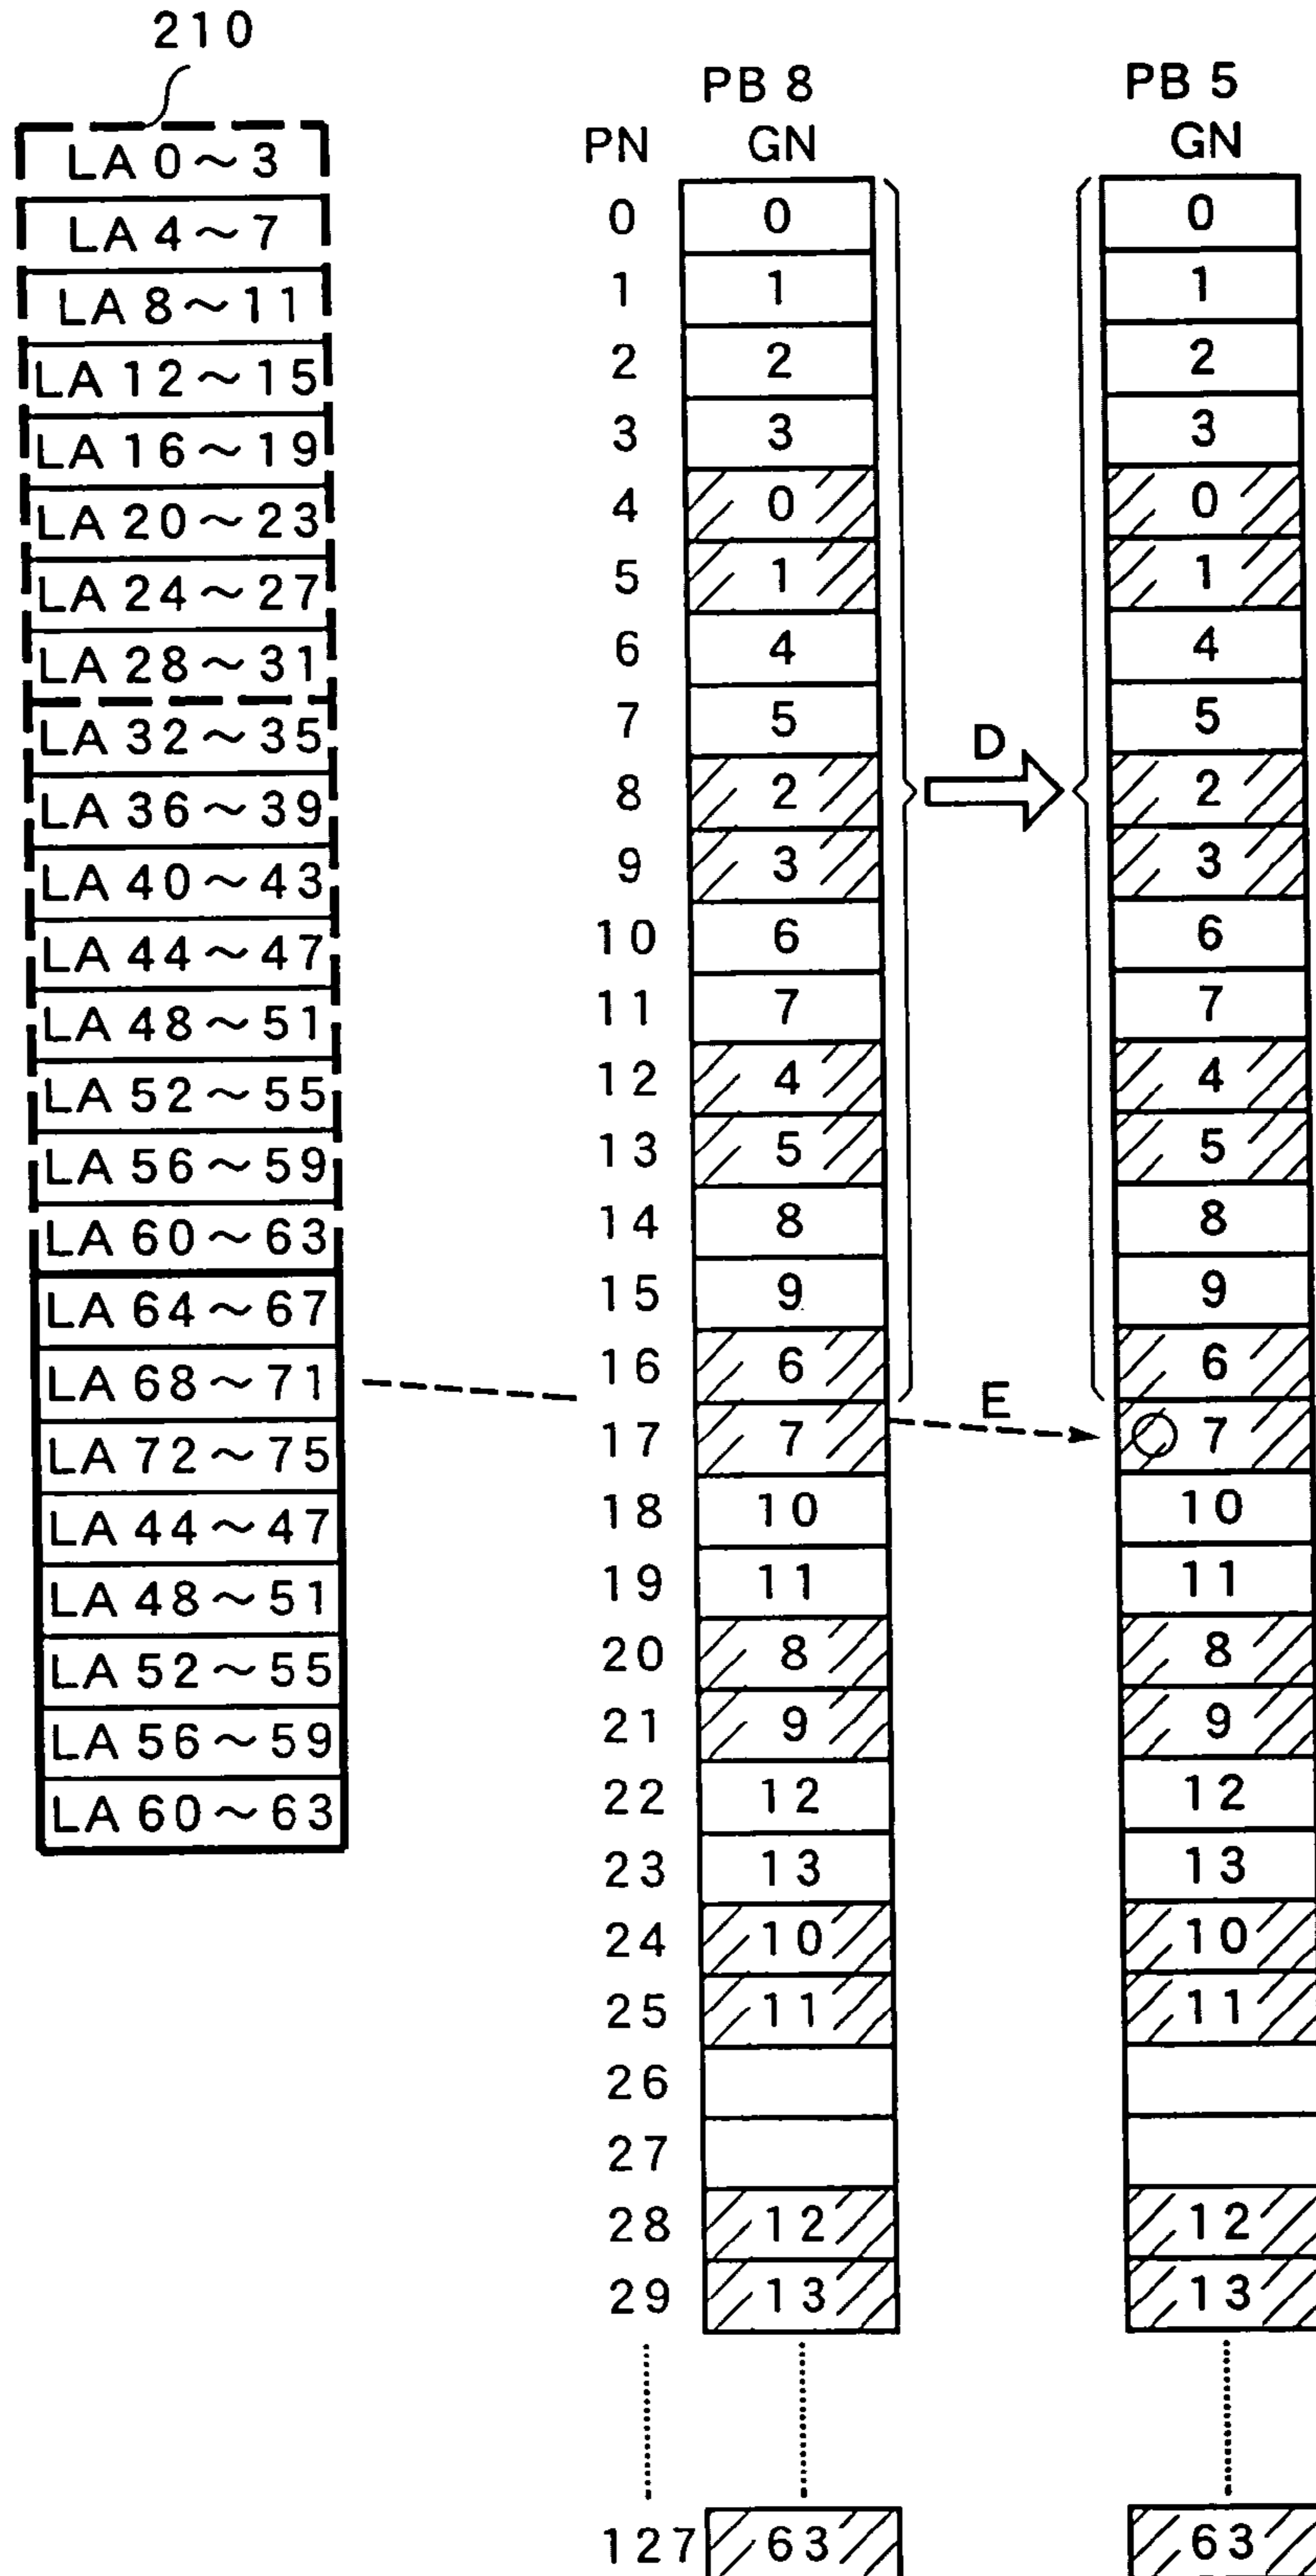 210
LA 0~3
LA 4~7
LA 8~11
LA 12~15
LA 16~19
LA 20~23
LA 24~27
LA 28~31
LA 32~35
LA 36~39
LA 40~43
LA 44~47
LA 48~51
LA 52~55
LA 56~59
LA 60~63
LA 64~67
LA 68~71
LA 72~75
LA 44~47
LA 48~51
LA 52~55
LA 56~59
LA 60~63
PB 8 PB 5
PN GN GN
0 0 0
1 1 1
2 2 2
3 3 3
4 0 0
5 1 1
6 4 4
7 5 5
D
8 2 2
9 3 3
10 6 6
11 7 7
12 4 4
13 5 5
14 8 8
15 9 9
16 6 6
E
17 7 7
18 10 10
19 11 11
20 8 8
21 9 9
22 12 12
23 13 13
24 10 10
25 11 11
26
27
28 12 12
29 13 13
127 63 63